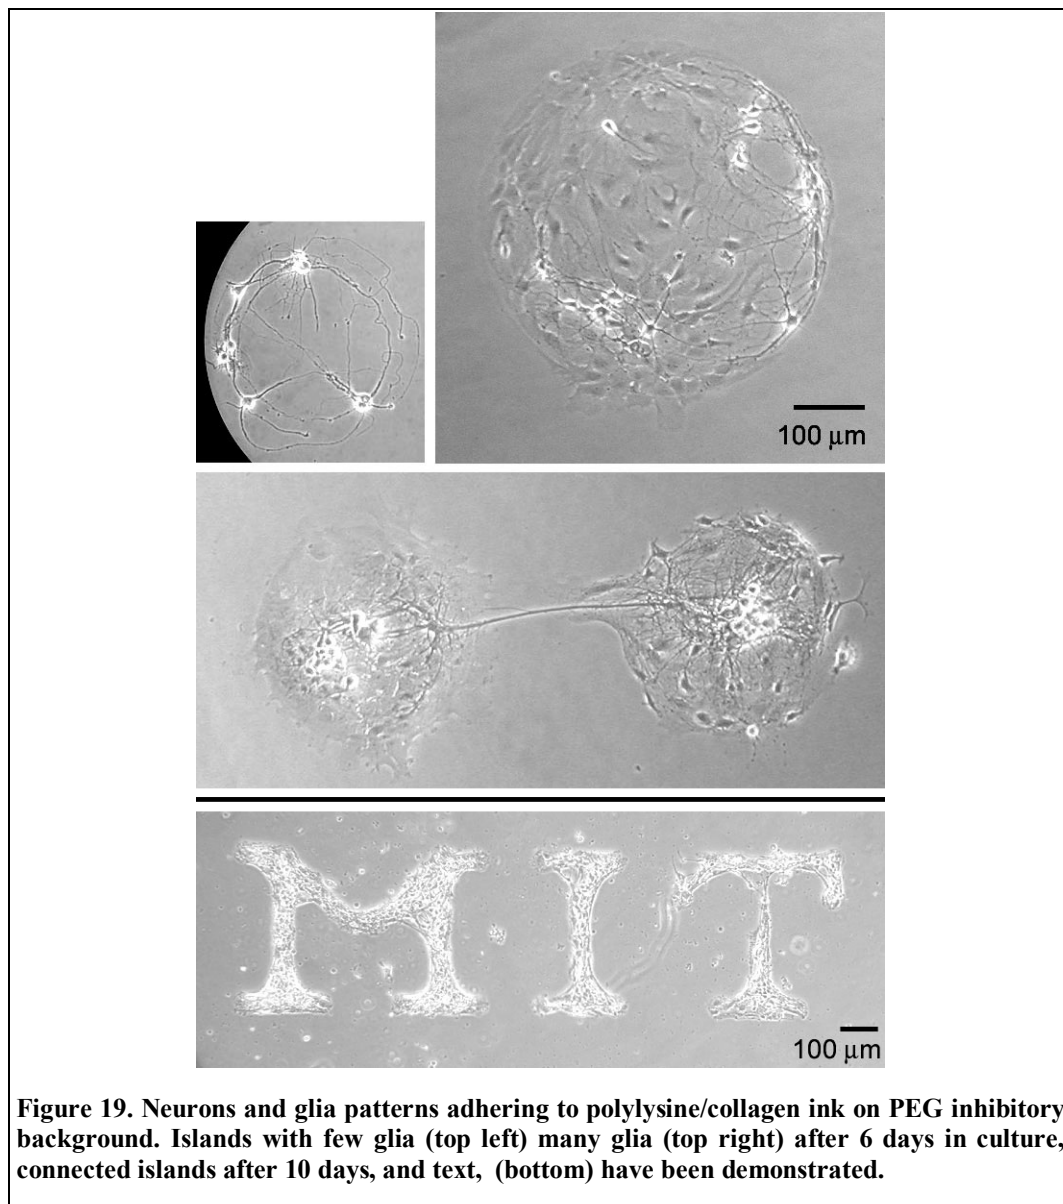 100 μm
MIT
100 μm
Figure 19. Neurons and glia patterns adhering to polylysine/collagen ink on PEG inhibitory
background. Islands with few glia (top left) many glia (top right) after 6 days in culture,
connected islands after 10 days, and text, (bottom) have been demonstrated.